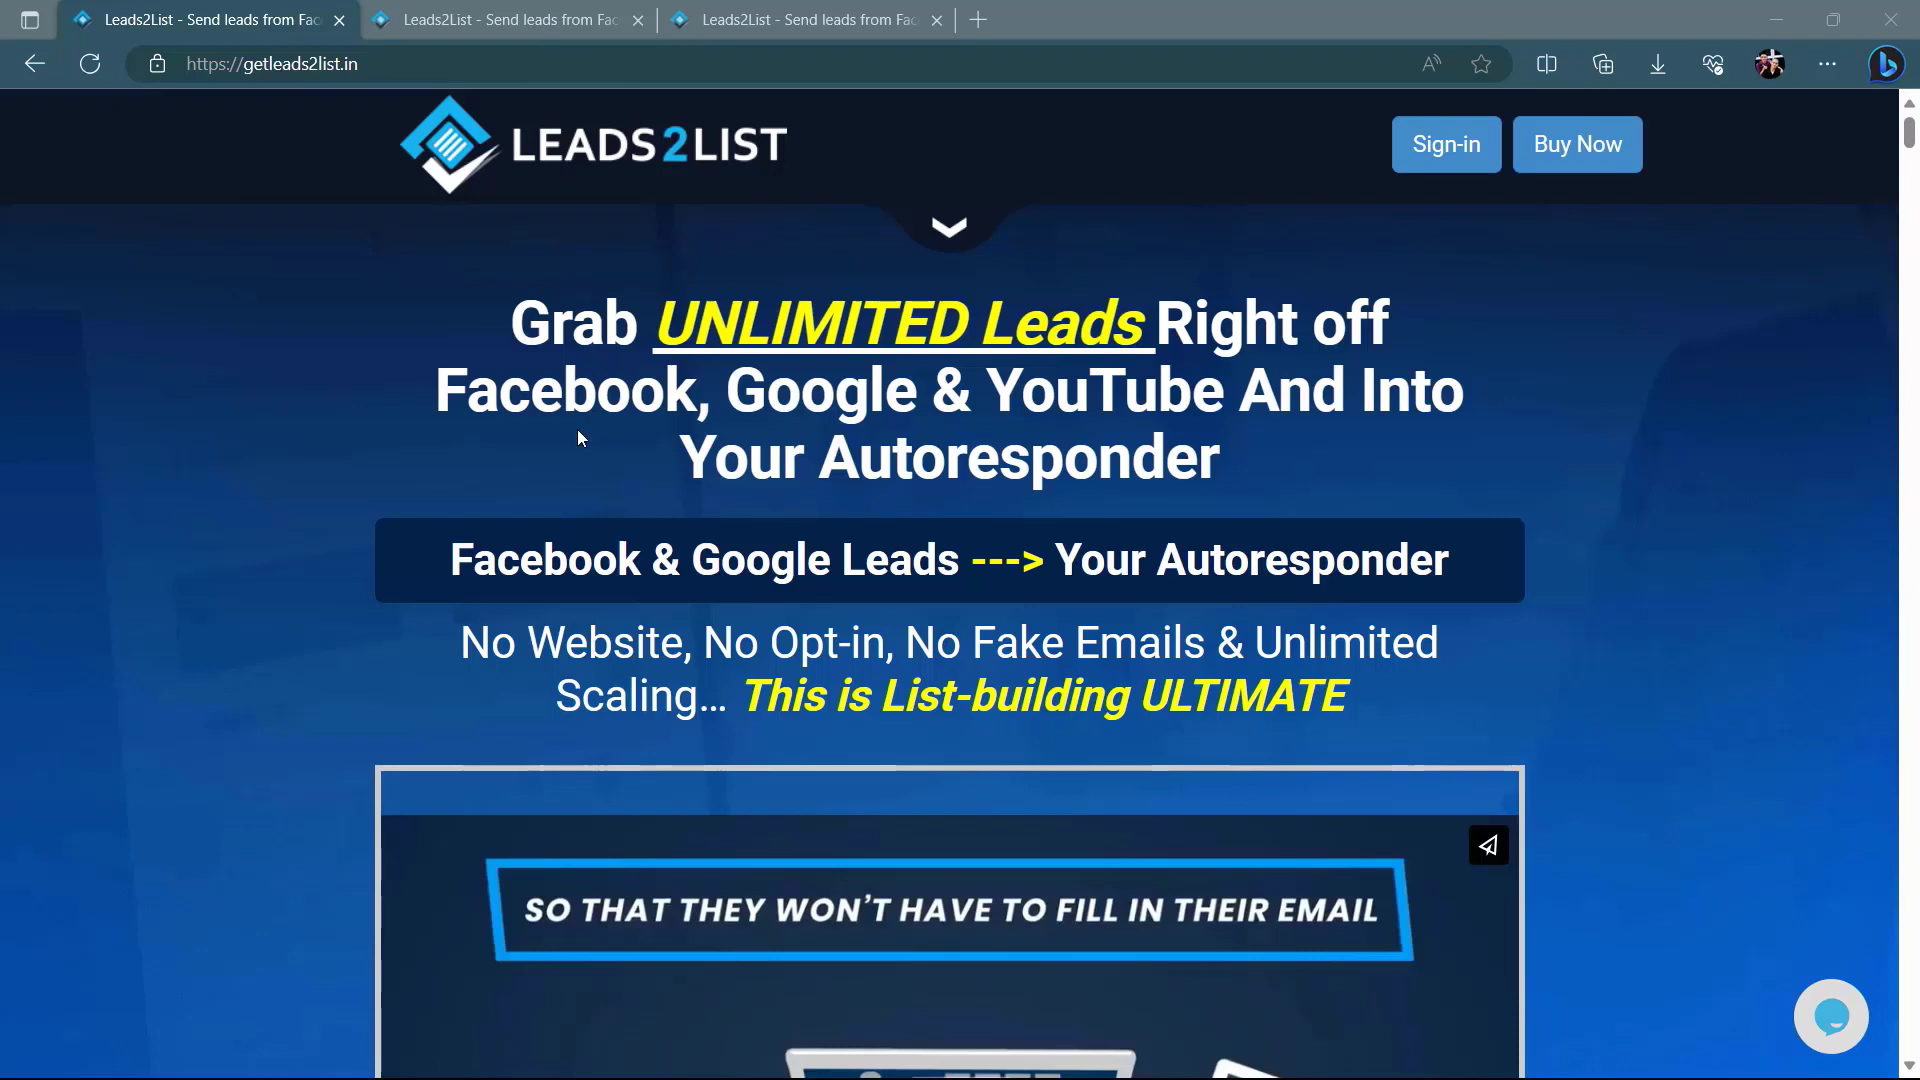 Leads2List - Send leads from Fac
Leads2List - Send leads from Fac
Leads2List - Send leads from Fac
https://getleads2list.in
LEADS 2 LIST
Sign-in
Buy Now
Grab UNLIMITED Leads Right off
Facebook, Google & YouTube And Into
Your Autoresponder
Facebook & Google Leads ---> Your Autoresponder
No Website, No Opt-in, No Fake Emails & Unlimited
Scaling... This is List-building ULTIMATE
SO THAT THEY WON'T HAVE TO FILL IN THEIR EMAIL